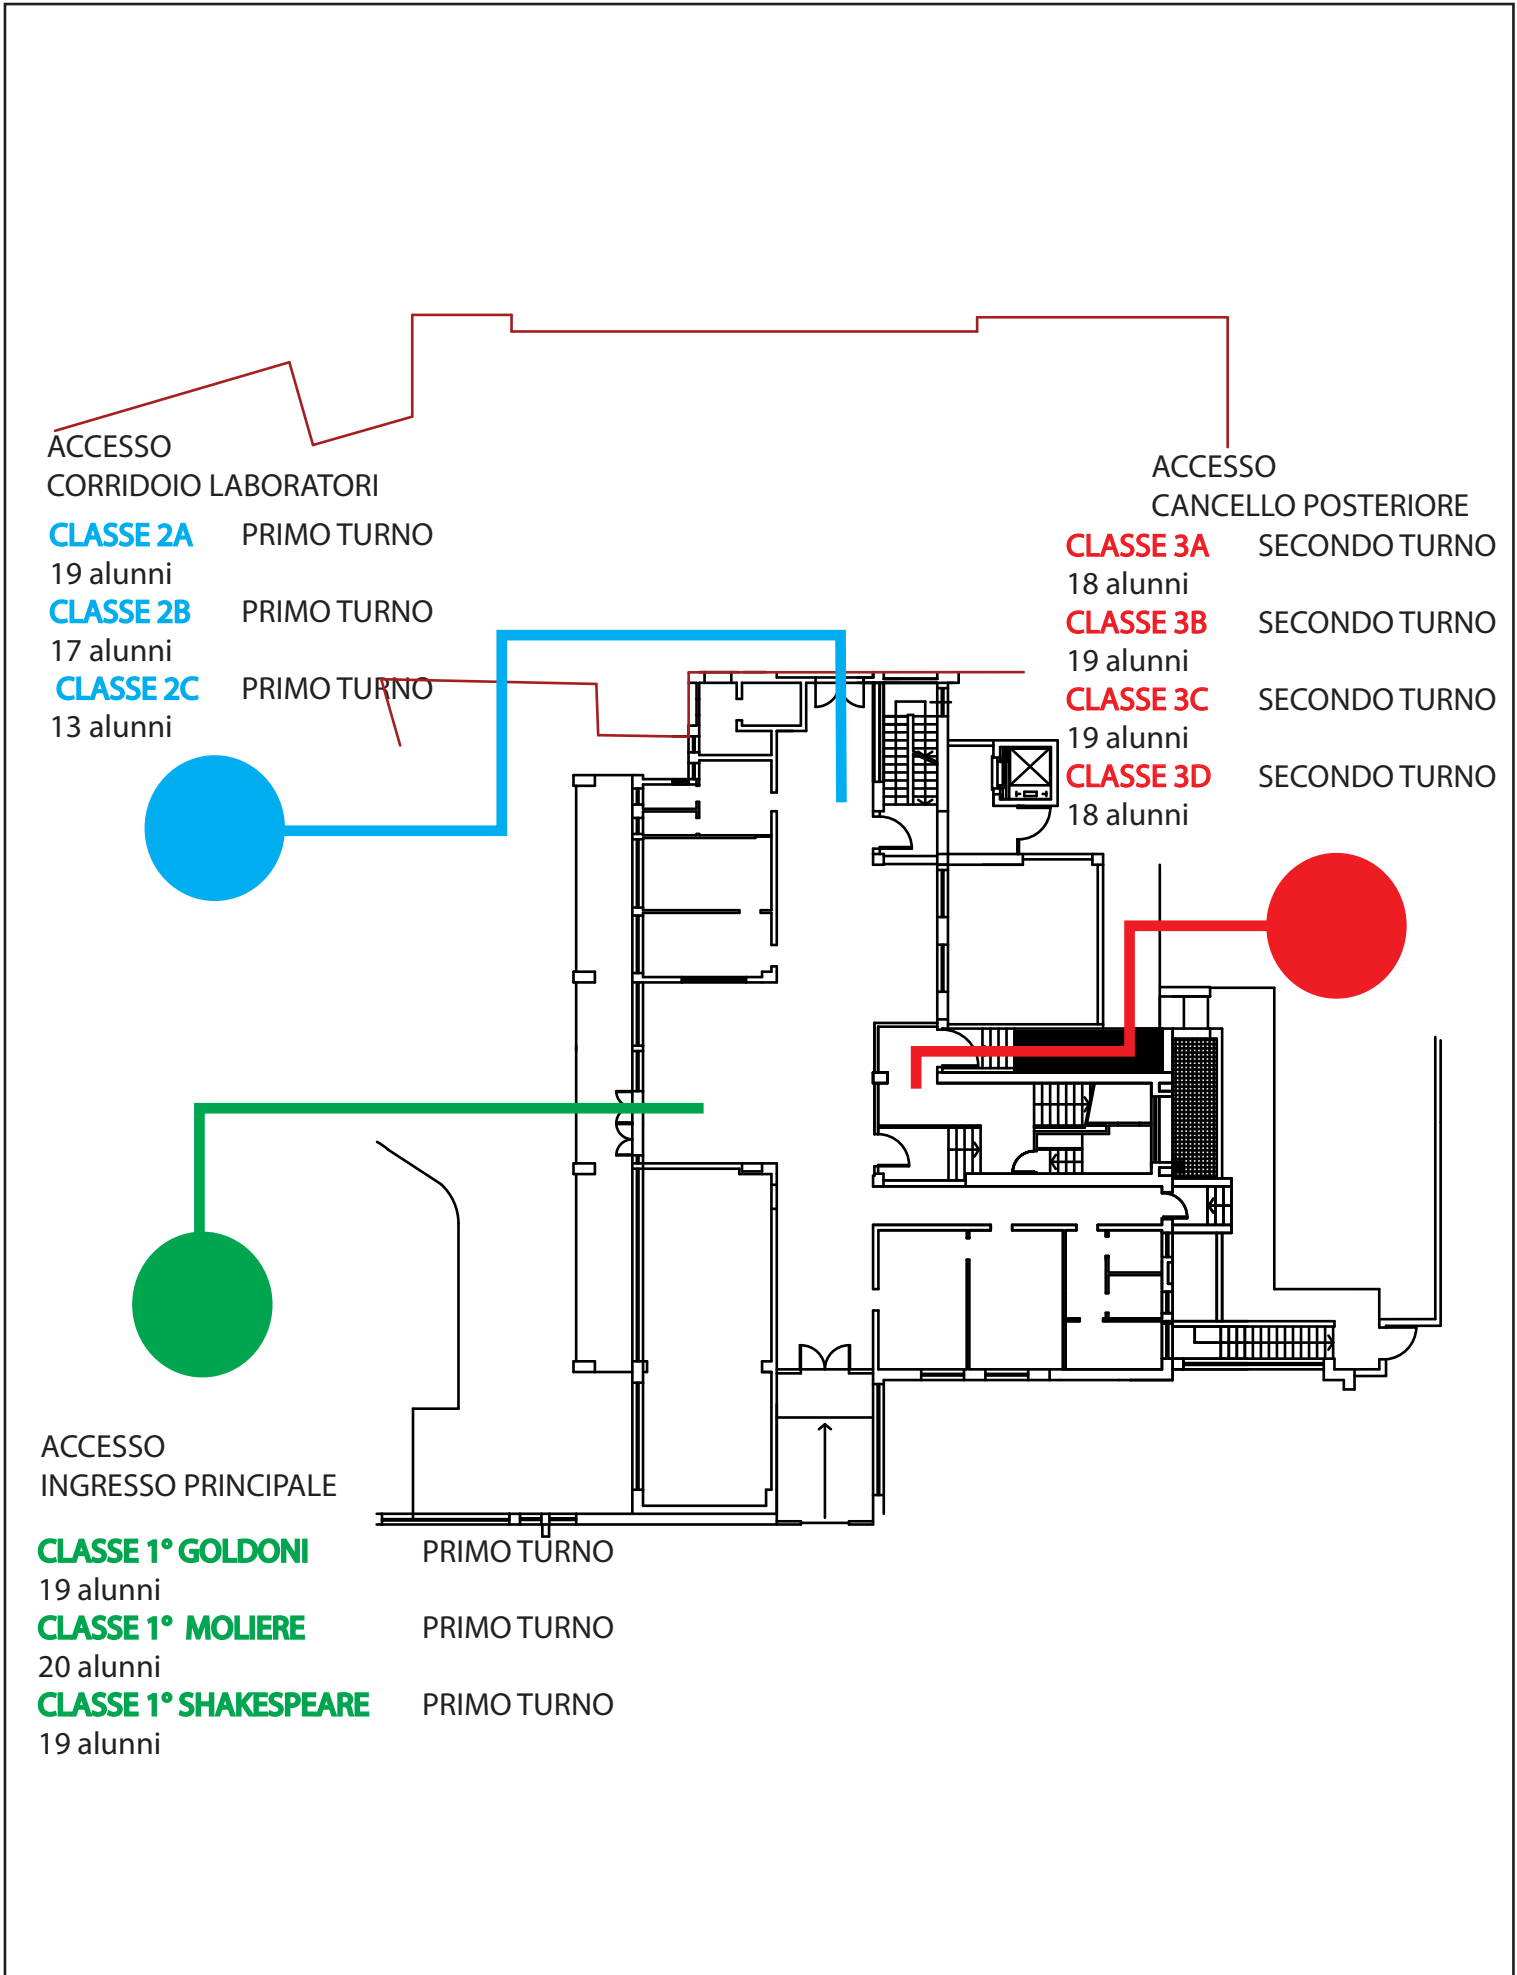 ACCESSO
CORRIDOIO LABORATORI
CLASSE 2A PRIMO TURNO
19 alunni
CLASSE 2B PRIMO TURNO
17 alunni
CLASSE 2C PRIMO TURNO
13 alunni
ACCESSO
CANCELLO POSTERIORE
CLASSE 3A SECONDO TURNO
18 alunni
CLASSE 3B SECONDO TURNO
19 alunni
CLASSE 3C SECONDO TURNO
19 alunni
CLASSE 3D SECONDO TURNO
18 alunni
ACCESSO
INGRESSO PRINCIPALE
CLASSE 1° GOLDONI PRIMO TURNO
19 alunni
CLASSE 1° MOLIERE PRIMO TURNO
20 alunni
CLASSE 1° SHAKESPEARE PRIMO TURNO
19 alunni